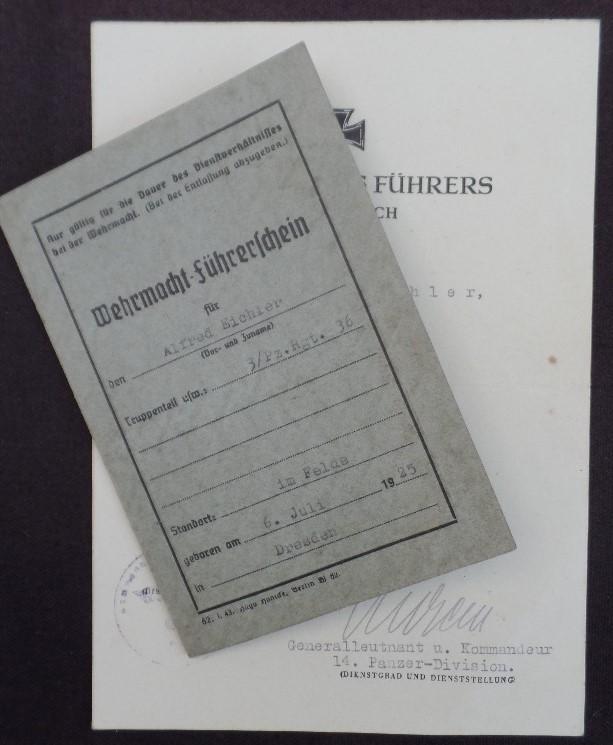 Nur gültig für die Dauer des Dienstverhältnisses
bei der Wehrmacht. (Bei der Entlassung abzugeben.)
Wehrmacht-Führerschein
für
den Alfred Eichler
(Vor- und Zuname)
Truppenteil usw.: 3/Pz.Rgt. 36
Standort: im Felde
geboren am 6. Juli 1925
in Dresden
S FÜHRERS
CH
hler,
Generalleutnant u. Kommandeur
14. Panzer-Division.
(DIENSTGRAD UND DIENSTSTELLUNG)